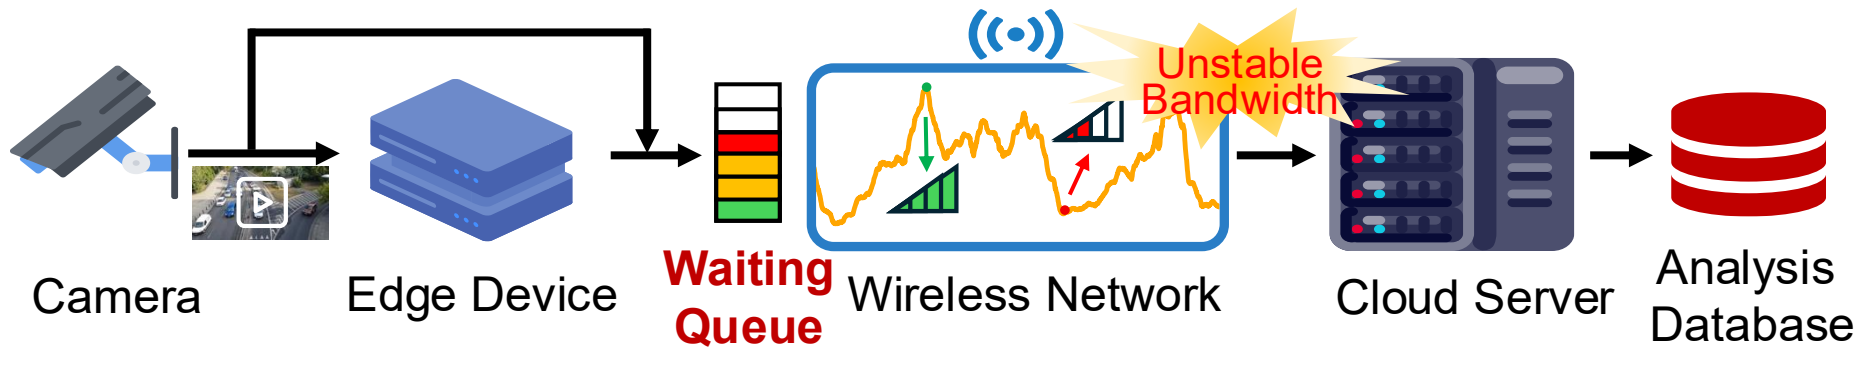 Unstable
Bandwidth
Camera
Edge Device
Waiting
Queue
Wireless Network
Cloud Server
Analysis
Database